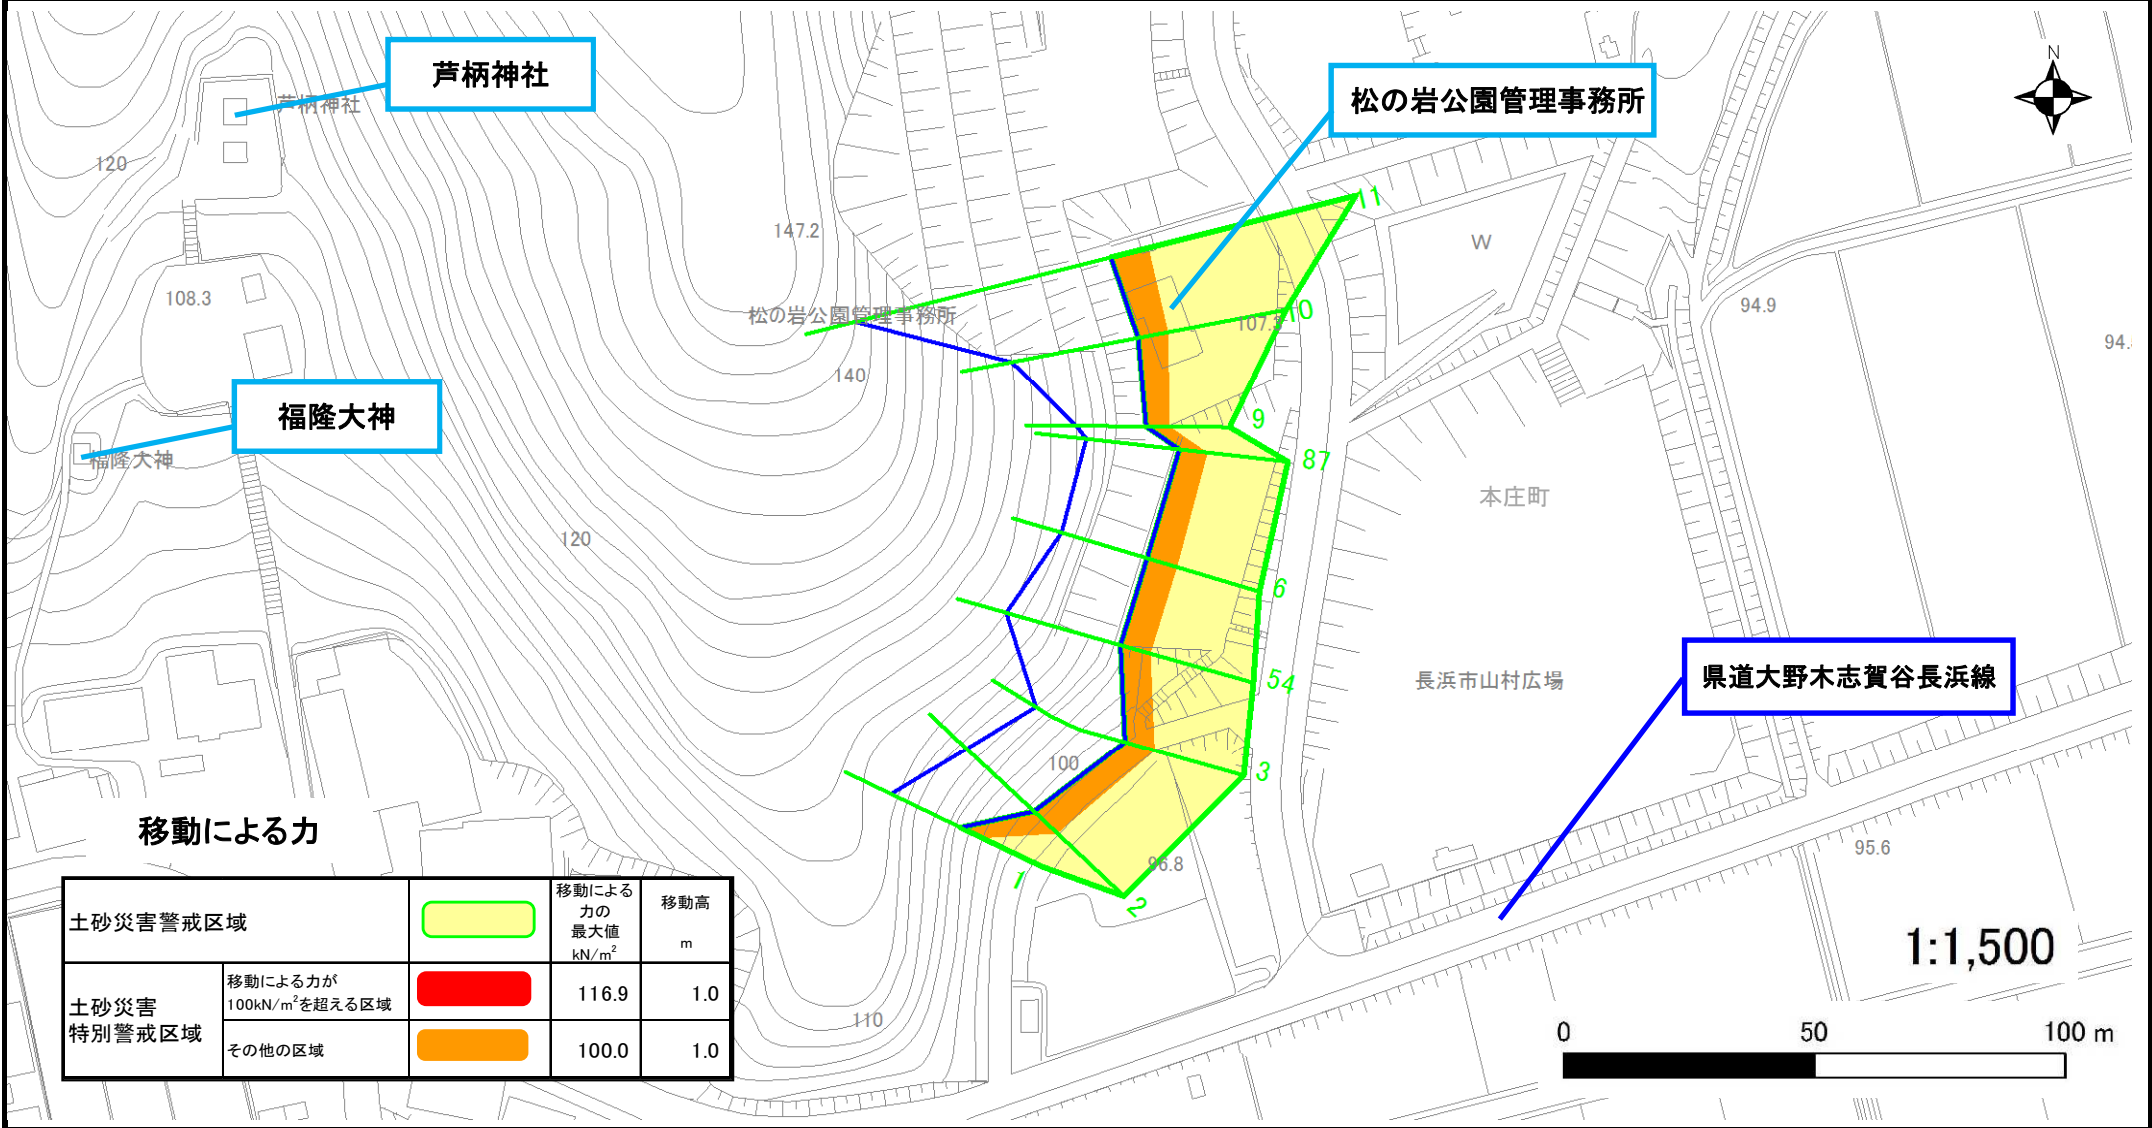 芦柄神社
芦柄神社
松の岩公園管理事務所
N
120
147.2
108.3
松の岩公園管理事務所
140
11
10
107.3
W
94.9
94.
福隆大神
福隆大神
9
87
本庄町
120
6
54
長浜市山村広場
県道大野木志賀谷長浜線
3
100
96.8
95.6
1
2
110
移動による力
土砂災害警戒区域
移動による
力の
最大値
kN/m²
移動高
m
土砂災害
特別警戒区域
移動による力が
100kN/m²を超える区域
116.9
1.0
その他の区域
100.0
1.0
1:1,500
0 50 100 m